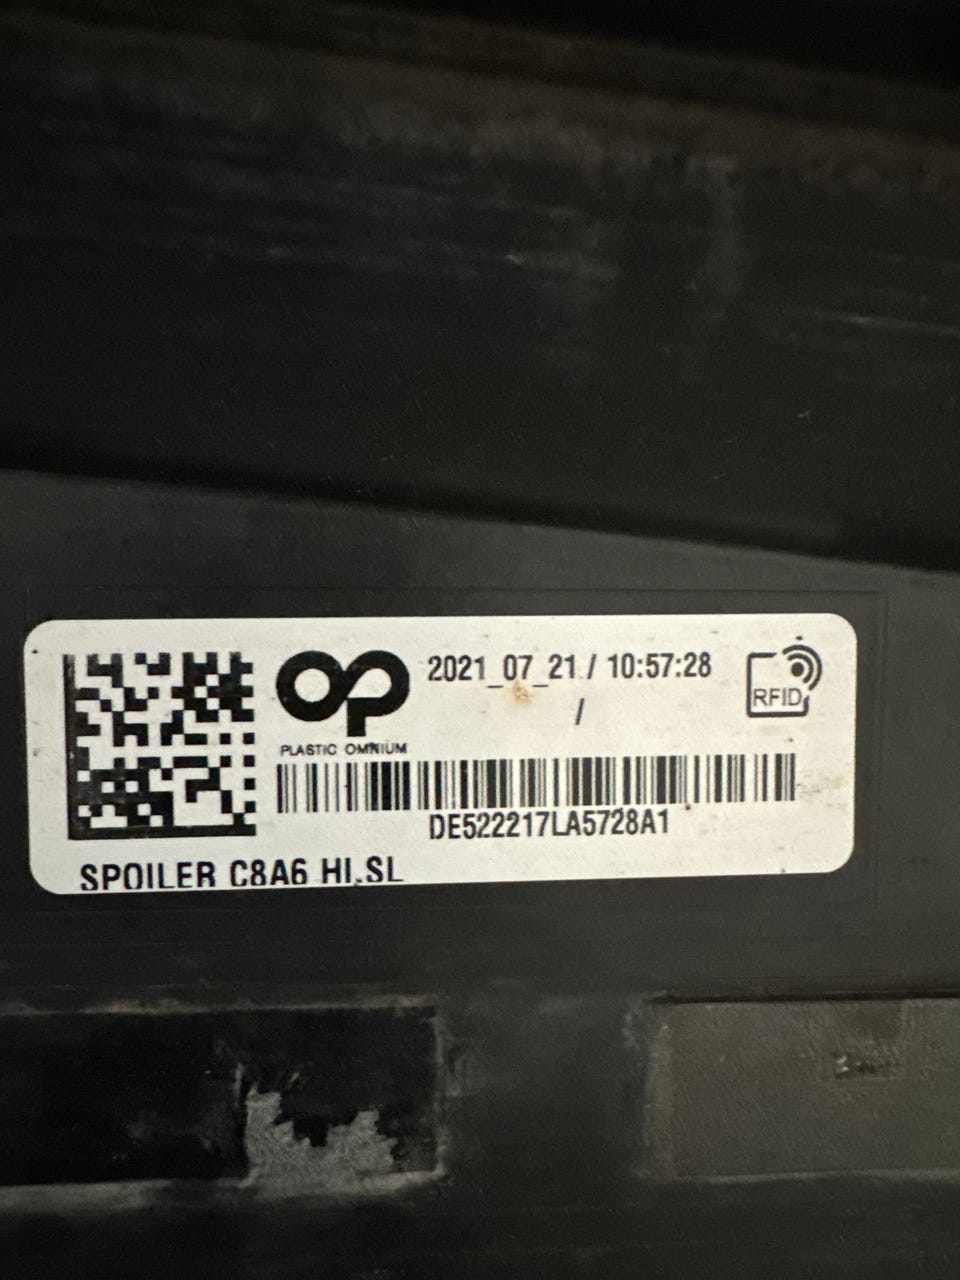 2021_07_21 / 10:57:28
/
RFID
PLASTIC OMNIUM
DE522217LA5728A1
SPOILER C8A6 HI.SL